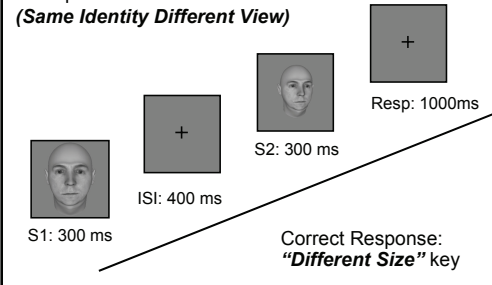 (Same Identity Different View)
Resp: 1000ms
S2: 300 ms
ISI: 400 ms
S1: 300 ms
Correct Response:
“Different Size” key